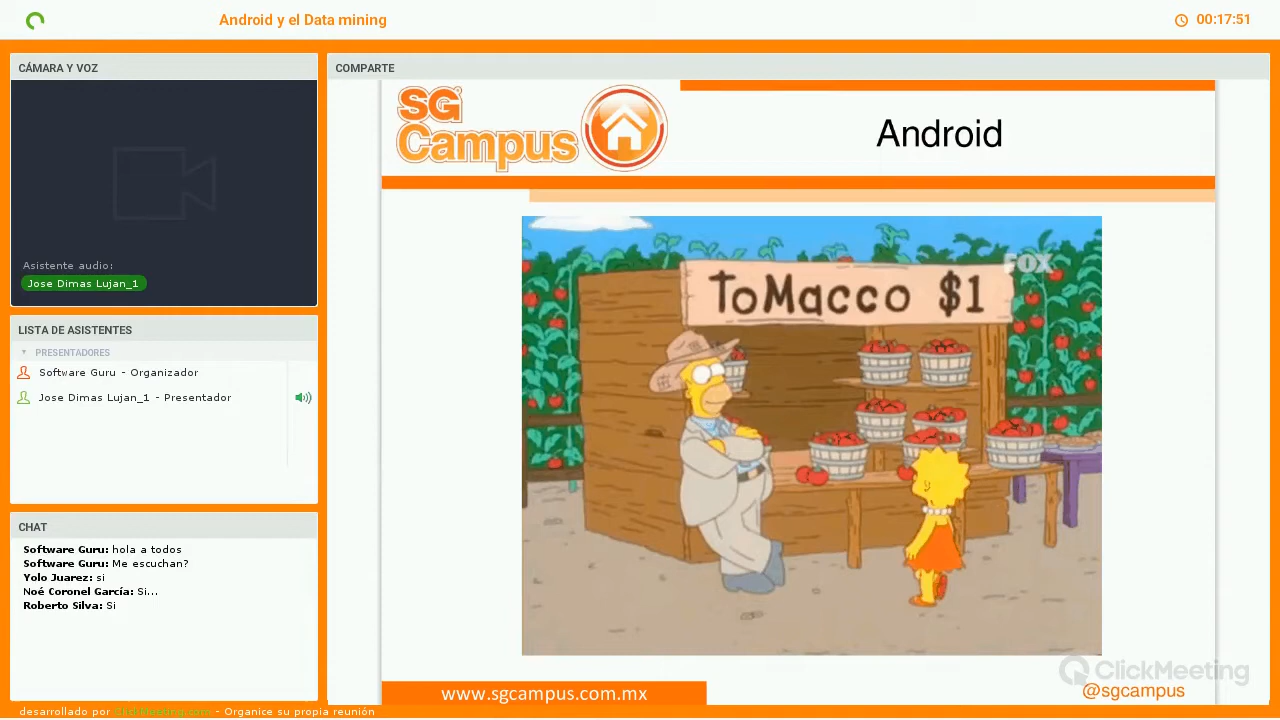 Android y el Data mining
00:17:51
CÁMARA Y VOZ
Asistente audio:
Jose Dimas Lujan_1
LISTA DE ASISTENTES
PRESENTADORES
Software Guru - Organizador
Jose Dimas Lujan_1 - Presentador
CHAT
Software Guru: hola a todos
Software Guru: Me escuchan?
Yolo Juarez: si
Noé Coronel García: Si...
Roberto Silva: Si
desarrollado por ClickMeeting.com - Organice su propia reunión
COMPARTE
SG
Campus
Android
FOX
ToMacco $1
ClickMeeting
www.sgcampus.com.mx
@sgcampus